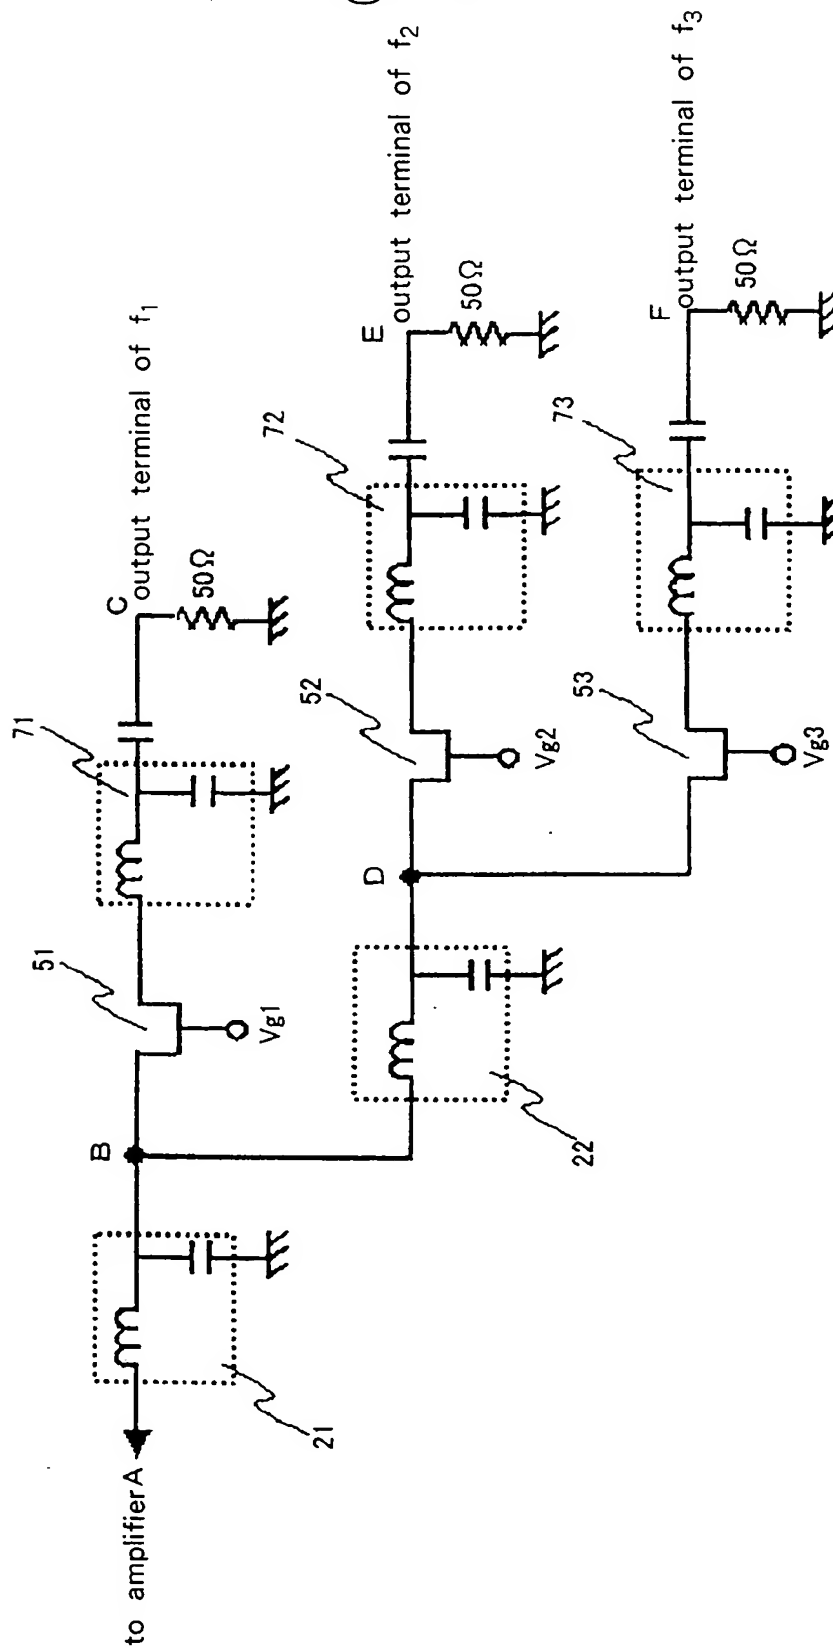 to amplifier A
21
B
51
Vg1
71
C
output terminal of f1
50Ω
22
D
52
Vg2
72
E
output terminal of f2
50Ω
53
Vg3
73
F
output terminal of f3
50Ω